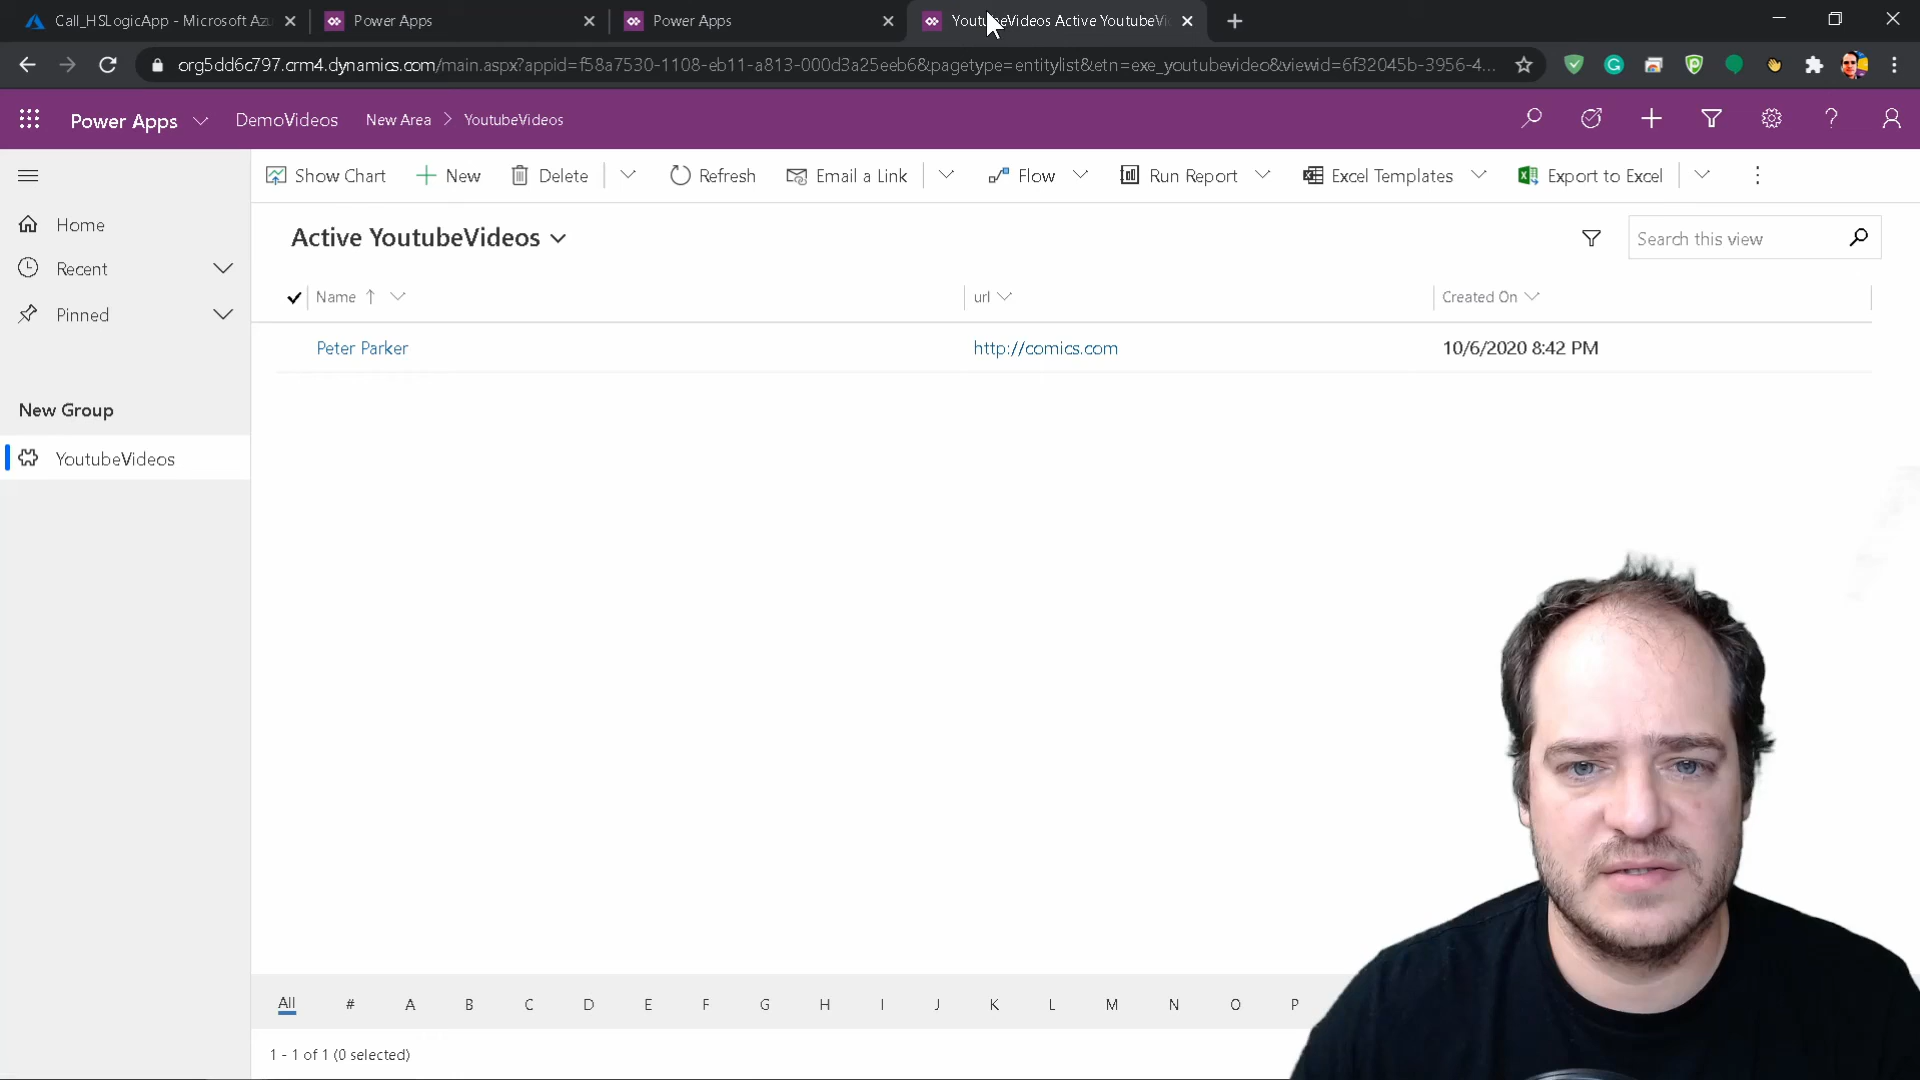 Call_HSLogicApp - Microsoft Azu
Power Apps
Power Apps
YoutubeVideos Active YoutubeVi
org5dd6c797.crm4.dynamics.com/main.aspx?appid=f58a7530-1108-eb11-a813-000d3a25eeb6&pagetype=entitylist&etn=exe_youtubevideo&viewid=6f32045b-3956-4...
Power Apps
DemoVideos
New Area > YoutubeVideos
Show Chart
New
Delete
Refresh
Email a Link
Flow
Run Report
Excel Templates
Export to Excel
Home
Recent
Pinned
New Group
YoutubeVideos
Active YoutubeVideos
Search this view
Name
url
Created On
Peter Parker
http://comics.com
10/6/2020 8:42 PM
All # A B C D E F G H I J K L M N O P
1 - 1 of 1 (0 selected)